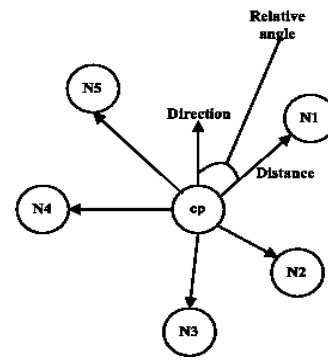 Relative
angle
N5
Direction
N1
Distance
N4
cp
N2
N3